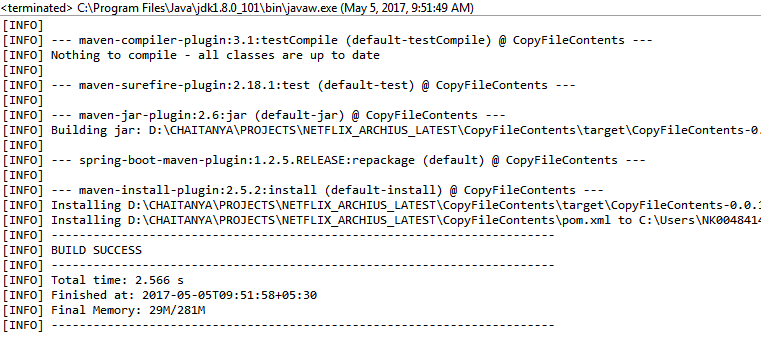 <terminated> C:\Program Files\Java\jdk1.8.0_101\bin\javaw.exe (May 5, 2017, 9:51:49 AM)
[INFO]
[INFO] --- maven-compiler-plugin:3.1:testCompile (default-testCompile) @ CopyFileContents ---
[INFO] Nothing to compile - all classes are up to date
[INFO]
[INFO] --- maven-surefire-plugin:2.18.1:test (default-test) @ CopyFileContents ---
[INFO]
[INFO] --- maven-jar-plugin:2.6:jar (default-jar) @ CopyFileContents ---
[INFO] Building jar: D:\CHAITANYA\PROJECTS\NETFLIX_ARCHIUS_LATEST\CopyFileContents\target\CopyFileContents-0.
[INFO]
[INFO] --- spring-boot-maven-plugin:1.2.5.RELEASE:repackage (default) @ CopyFileContents ---
[INFO]
[INFO] --- maven-install-plugin:2.5.2:install (default-install) @ CopyFileContents ---
[INFO] Installing D:\CHAITANYA\PROJECTS\NETFLIX_ARCHIUS_LATEST\CopyFileContents\target\CopyFileContents-0.0.1
[INFO] Installing D:\CHAITANYA\PROJECTS\NETFLIX_ARCHIUS_LATEST\CopyFileContents\pom.xml to C:\Users\NK0048414
[INFO] ------------------------------------------------------------------------
[INFO] BUILD SUCCESS
[INFO] ------------------------------------------------------------------------
[INFO] Total time: 2.566 s
[INFO] Finished at: 2017-05-05T09:51:58+05:30
[INFO] Final Memory: 29M/281M
[INFO] ------------------------------------------------------------------------